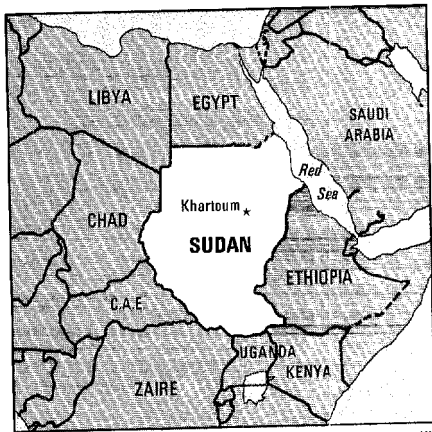 LIBYA
EGYPT
SAUDI
ARABIA
Red
Sea
CHAD
Khartoum
SUDAN
ETHIOPIA
C.A.E.
UGANDA
KENYA
ZAIRE